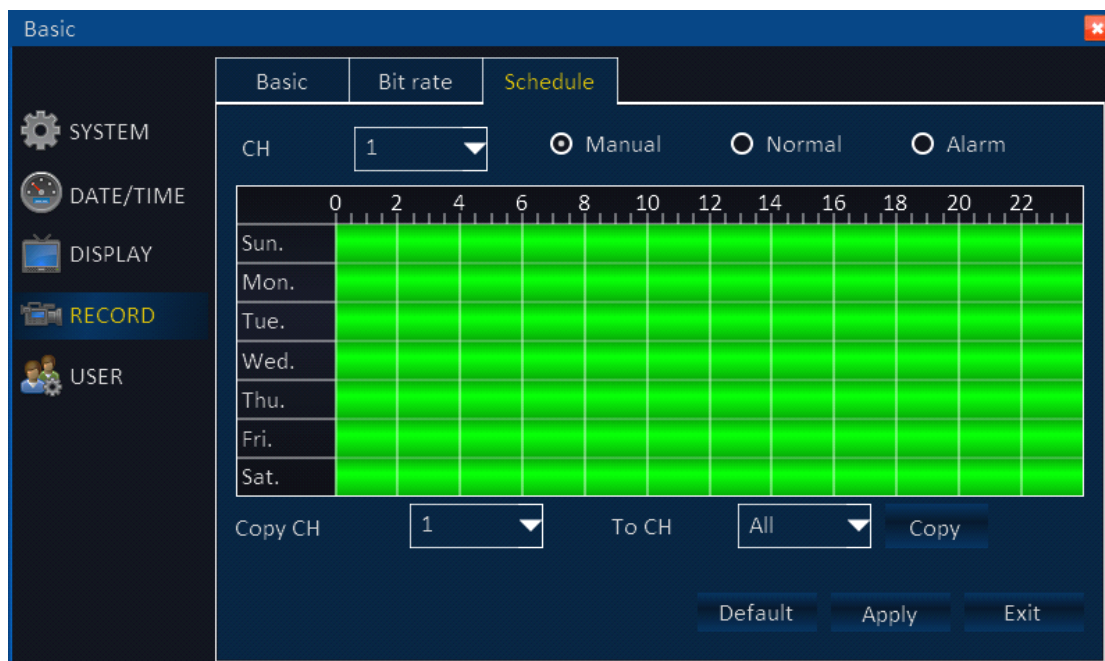 Basic
Basic Bit rate Schedule
SYSTEM
DATE/TIME
DISPLAY
RECORD
USER
CH 1 Manual Normal Alarm
0 2 4 6 8 10 12 14 16 18 20 22
Sun.
Mon.
Tue.
Wed.
Thu.
Fri.
Sat.
Copy CH 1 To CH All Copy
Default Apply Exit